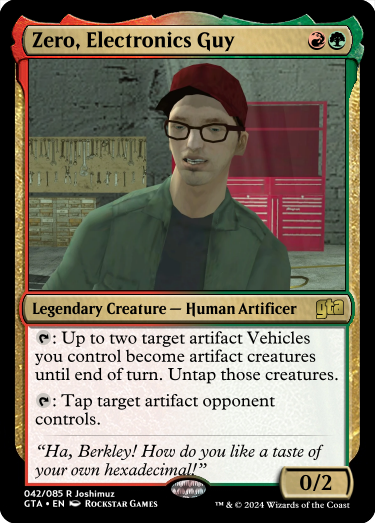 Zero, Electronics Guy
Legendary Creature — Human Artificer
gta
: Up to two target artifact Vehicles
you control become artifact creatures
until end of turn. Untap those creatures.
: Tap target artifact opponent
controls.
“Ha, Berkley! How do you like a taste of
your own hexadecimal!”
0/2
042/085 R Joshimuz
GTA • EN Rockstar Games
™ & © 2024 Wizards of the Coast